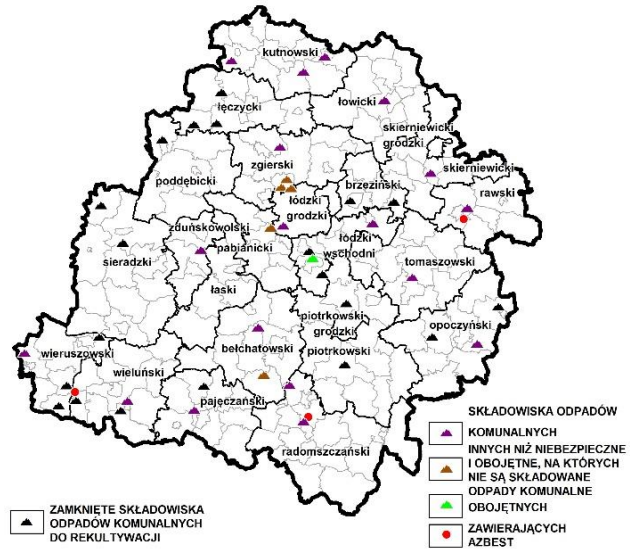 kutnowski
łęczycki
łowicki
skierniewicki
grodzki
zgierski
skierniewicki
rawski
poddębicki
brzeziński
łódzki
grodzki
zduńskowolski
pabianicki
łódzki
wschodni
sieradzki
tomaszowski
łaski
piotrkowski
grodzki
opoczyński
wieruszowski
bełchatowski
piotrkowski
wieluński
pajęczański
radomszczański
SKŁADOWISKA ODPADÓW
KOMUNALNYCH
INNYCH NIŻ NIEBEZPIECZNE
I OBOJĘTNE, NA KTÓRYCH
NIE SĄ SKŁADOWANE
ODPADY KOMUNALNE
OBOJĘTNYCH
ZAWIERAJĄCYCH
AZBEST
ZAMKNIĘTE SKŁADOWISKA
ODPADÓW KOMUNALNYCH
DO REKULTYWACJI